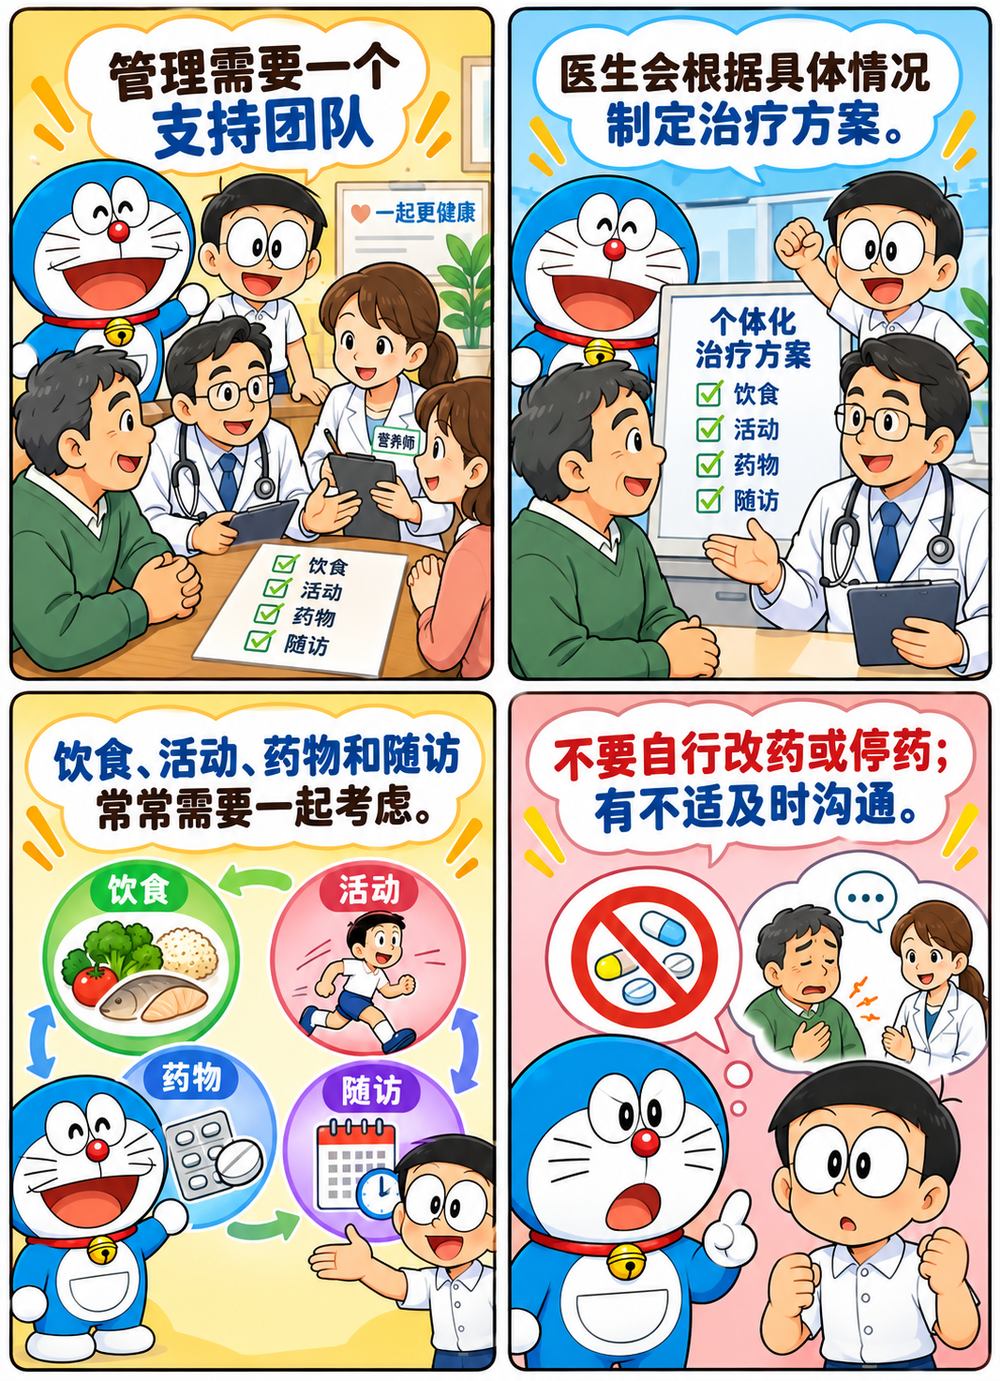 管理需要一个
支持团队
一起更健康
营养师
饮食
活动
药物
随访
医生会根据具体情况
制定治疗方案。
个体化
治疗方案
饮食
活动
药物
随访
饮食、活动、药物和随访
常常需要一起考虑。
饮食
活动
药物
随访
不要自行改药或停药；
有不适及时沟通。